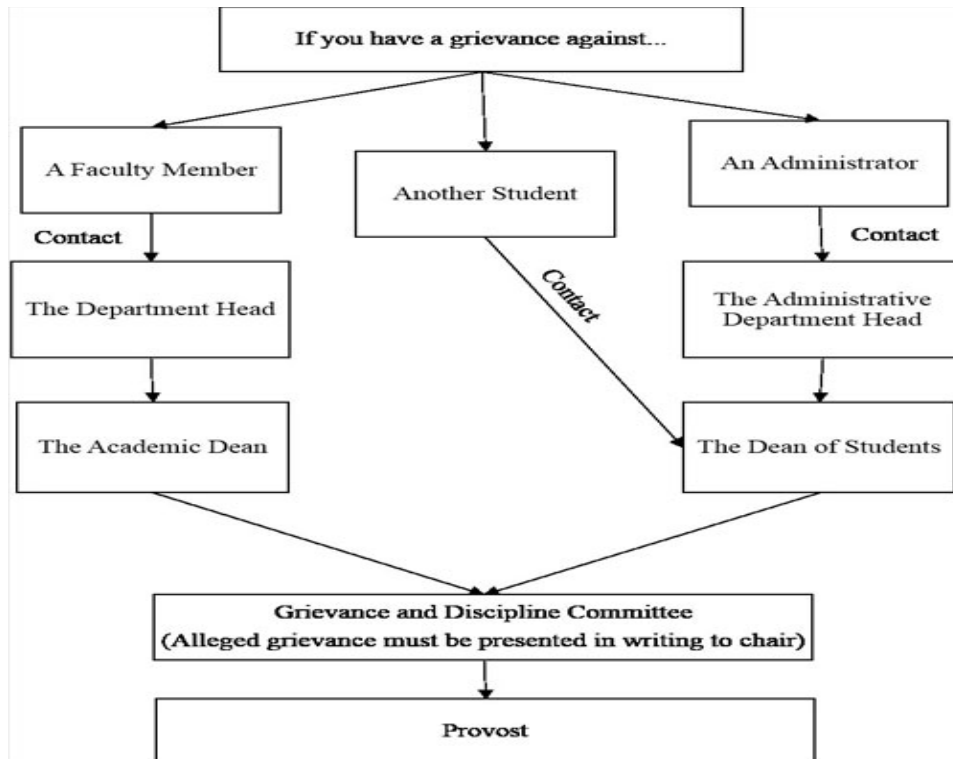 If you have a grievance against...
A Faculty Member
Another Student
An Administrator
Contact
Contact
Contact
The Department Head
The Administrative
Department Head
The Academic Dean
The Dean of Students
Grievance and Discipline Committee
(Alleged grievance must be presented in writing to chair)
Provost